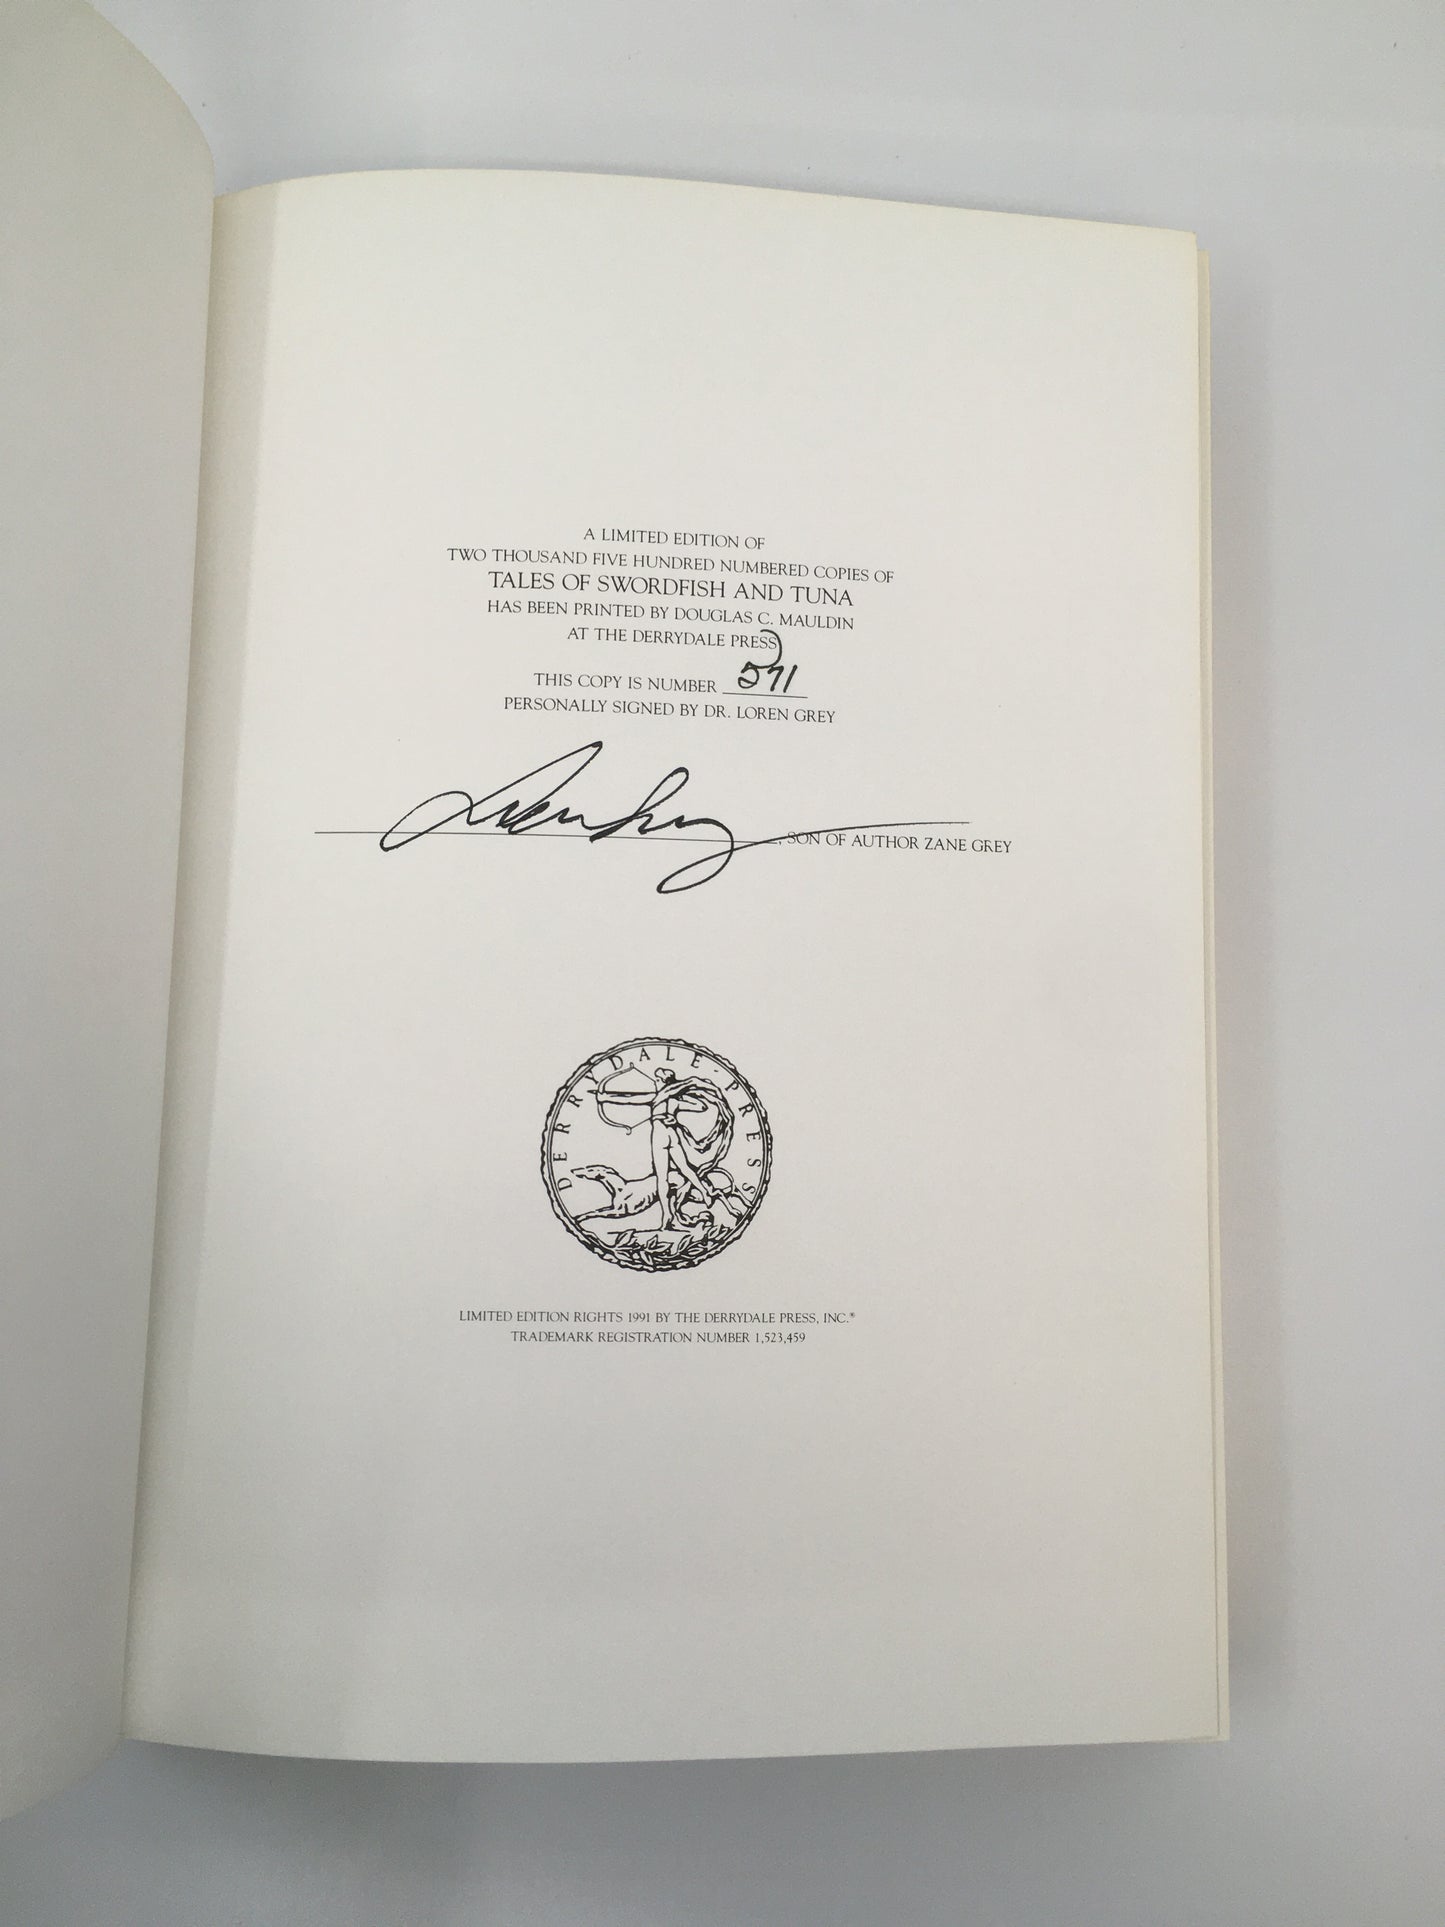 A LIMITED EDITION OF
TWO THOUSAND FIVE HUNDRED NUMBERED COPIES OF
TALES OF SWORDFISH AND TUNA
HAS BEEN PRINTED BY DOUGLAS C. MAULDIN
AT THE DERRYDALE PRESS
THIS COPY IS NUMBER 571
PERSONALLY SIGNED BY DR. LOREN GREY
Loren Grey, SON OF AUTHOR ZANE GREY
DERRYDALE-PRESS
LIMITED EDITION RIGHTS 1991 BY THE DERRYDALE PRESS, INC.®
TRADEMARK REGISTRATION NUMBER 1,523,459